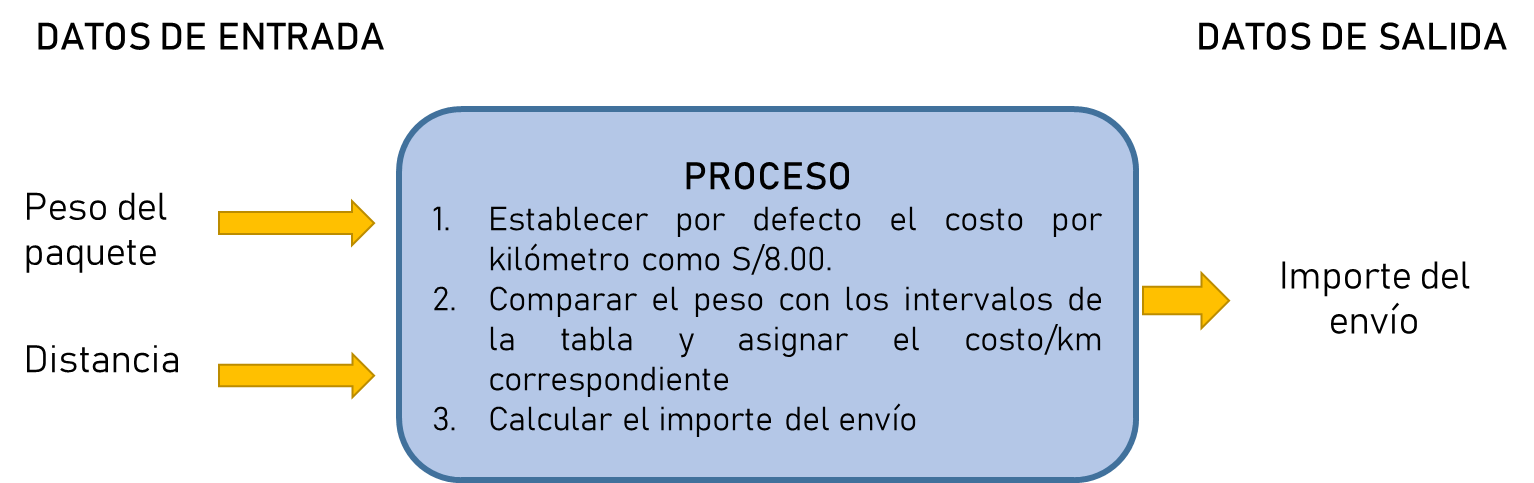 DATOS DE ENTRADA
DATOS DE SALIDA
Peso del
paquete
Distancia
PROCESO
1. Establecer por defecto el costo por
kilómetro como S/8.00.
2. Comparar el peso con los intervalos de
la tabla y asignar el costo/km
correspondiente
3. Calcular el importe del envío
Importe del
envío